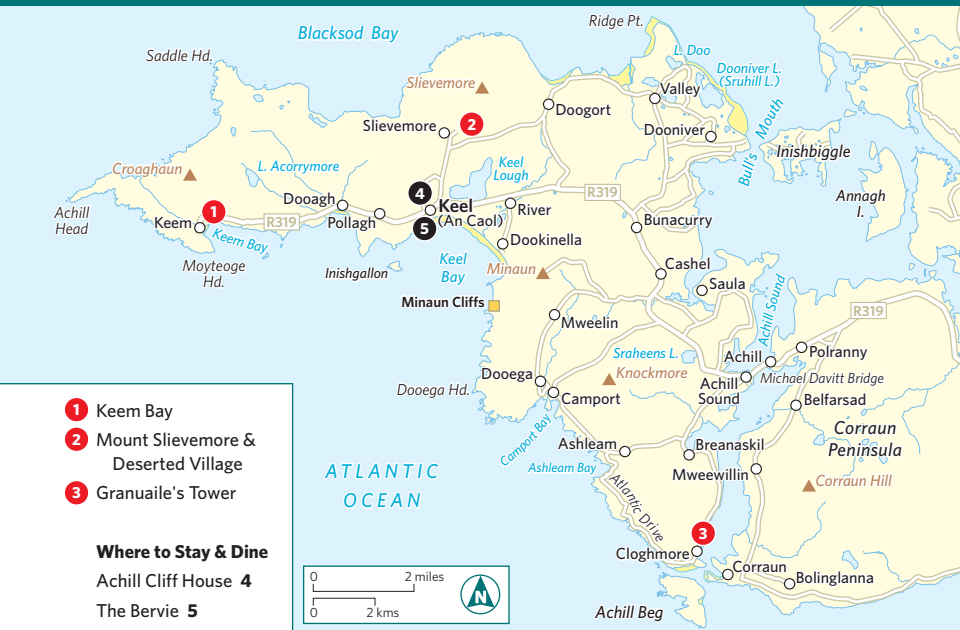 Ridge Pt.
Blacksod Bay
Saddle Hd.
L. Doo
Dooniver L.
(Sruhill L.)
Slievemore
Valley
Doogort
Bull's Mouth
Slievemore
2
Dooniver
Inishbiggle
Croaghaun
L. Acorrymore
Keel
Lough
Annagh
I.
4
Dooagh
R319
Keel
(An Caol)
River
Achill
Head
1
Keem
R319
Pollagh
5
Bunacurry
Keem Bay
Dookinella
Moyteoge
Hd.
Inishgallon
Keel
Bay
Minaun
Cashel
Saula
Achill Sound
Minaun Cliffs
Mweelin
R319
Sraheens L.
Achill
Polranny
Dooega
Knockmore
Achill
Sound
Michael Davitt Bridge
Dooega Hd.
Camport
Belfarsad
Camport Bay
Corraun
Peninsula
Ashleam
Breanaskil
Ashleam Bay
Mweewillin
Atlantic Drive
Corraun Hill
ATLANTIC
OCEAN
3
Cloghmore
Corraun
Bolinglanna
Achill Beg
1 Keem Bay
2 Mount Slievemore &
Deserted Village
3 Granuaile's Tower
Where to Stay & Dine
Achill Cliff House 4
The Bervie 5
0 2 miles
0 2 kms
N